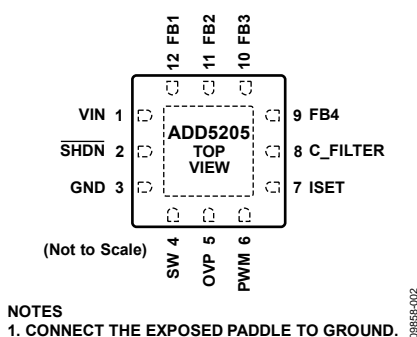 12 FB1
11 FB2
10 FB3
VIN 1
SHDN 2
GND 3
ADD5205
TOP
VIEW
9 FB4
8 C_FILTER
7 ISET
(Not to Scale)
SW 4
OVP 5
PWM 6
NOTES
1. CONNECT THE EXPOSED PADDLE TO GROUND.
09858-002